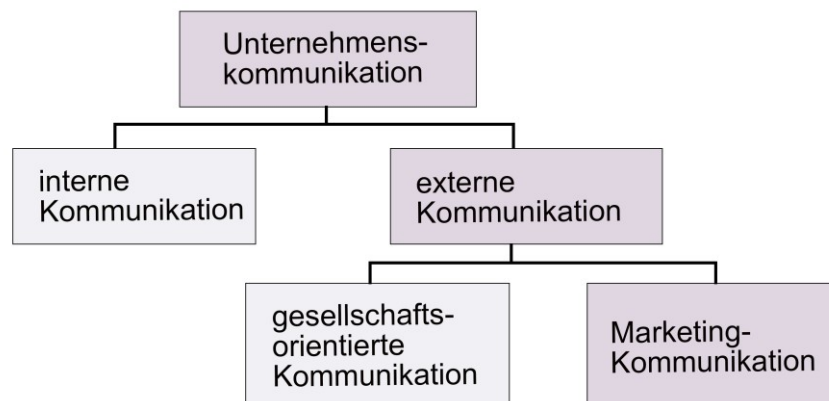 Unternehmens-
kommunikation
interne
Kommunikation
externe
Kommunikation
gesellschafts-
orientierte
Kommunikation
Marketing-
Kommunikation